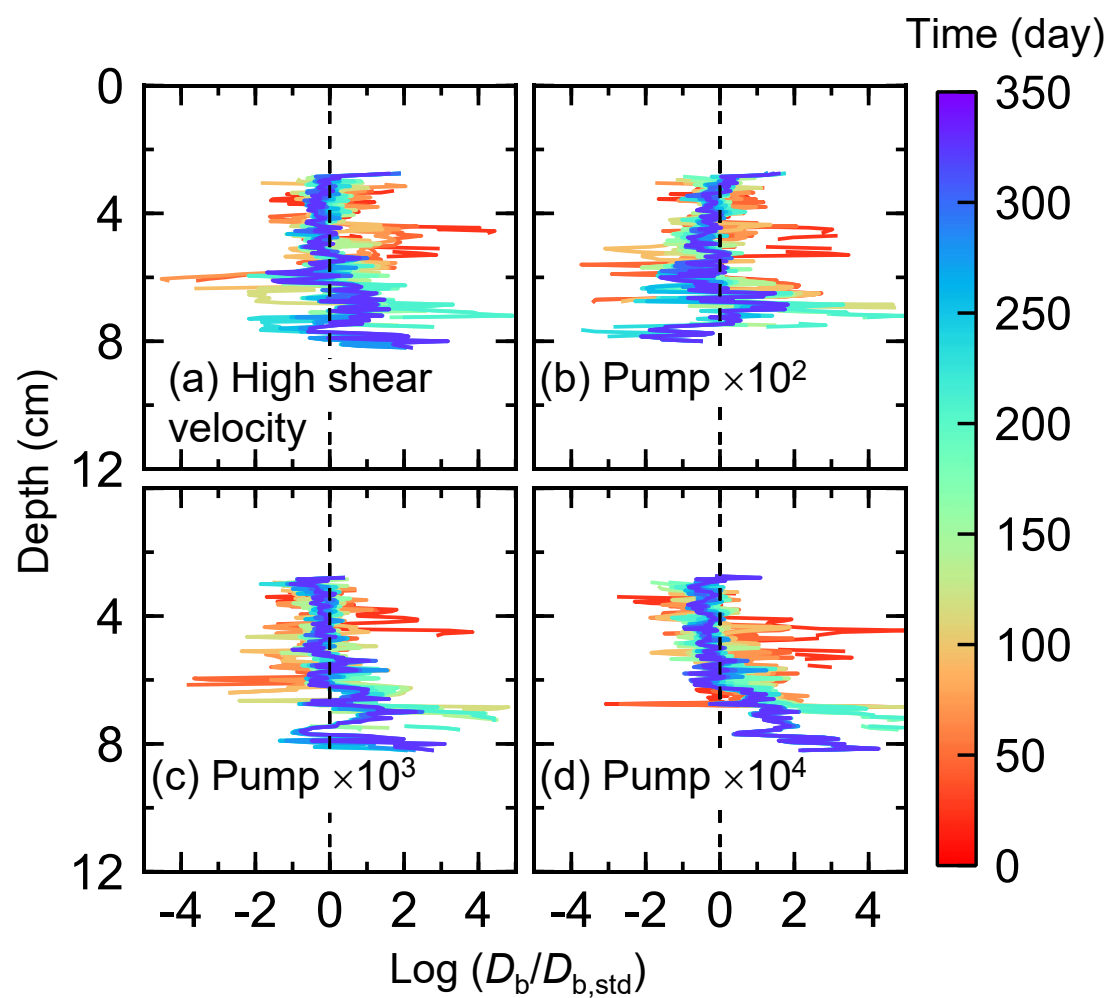 Time (day)
0
4
8
12
(a) High shear
velocity
(b) Pump ×10²
4
8
12
(c) Pump ×10³
(d) Pump ×10⁴
-4 -2 0 2 4
-4 -2 0 2 4
Depth (cm)
Log (D_b/D_b,std)
350
300
250
200
150
100
50
0